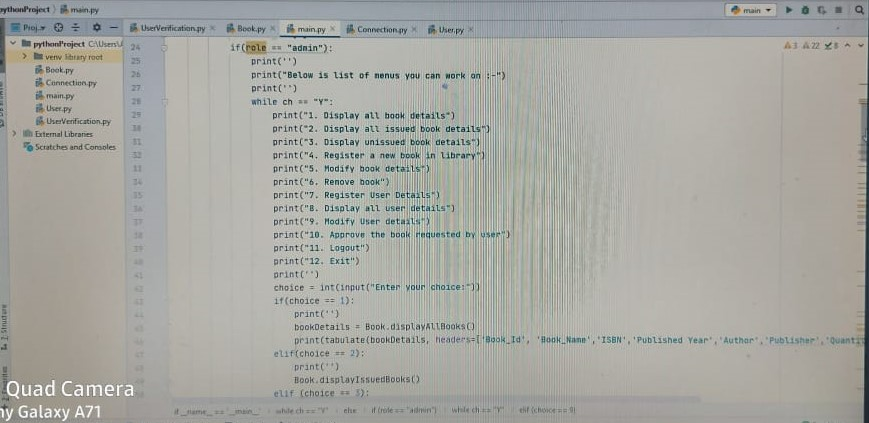 pythonProject > main.py
main
Proj.
UserVerification.py × Book.py × main.py × Connection.py × User.py ×
pythonProject C:\Users\U
venv library root
Book.py
Connection.py
main.py
User.py
UserVerification.py
External Libraries
Scratches and Consoles
3 22 8
24 if(role == "admin"):
25 print('')
26 print("Below is list of menus you can work on :-")
27 print('')
28 while ch == "Y":
29 print("1. Display all book details")
30 print("2. Display all issued book details")
31 print("3. Display unissued book details")
32 print("4. Register a new book in library")
33 print("5. Modify book details")
34 print("6. Remove book")
35 print("7. Register User Details")
36 print("8. Display all user details")
37 print("9. Modify User details")
38 print("10. Approve the book requested by user")
39 print("11. Logout")
40 print("12. Exit")
41 print('')
42 choice = int(input("Enter your choice:"))
43 if(choice == 1):
44 print('')
45 bookDetails = Book.displayAllBooks()
46 print(tabulate(bookDetails, headers=['Book_Id', 'Book_Name','ISBN','Published Year','Author','Publisher','Quanti
47 elif(choice == 2):
48 print('')
Book.displayIssuedBooks()
elif (choice == 3):
if __name__ == '__main__' while ch == "Y" else if(role == "admin") while ch == "Y" elif(choice == 9)
Z: Structure
Quad Camera
ny Galaxy A71